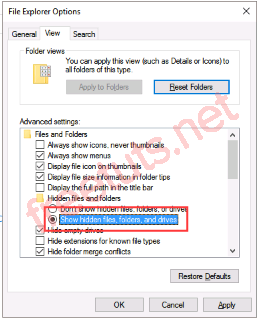 File Explorer Options
General View Search
Folder views
You can apply this view (such as Details or Icons) to
all folders of this type.
Apply to Folders Reset Folders
Advanced settings:
Files and Folders
Always show icons, never thumbnails
Always show menus
Display file icon on thumbnails
Display file size information in folder tips
Display the full path in the title bar
Hidden files and folders
Don't show hidden files, folders, or drives
Show hidden files, folders, and drives
Hide empty drives
Hide extensions for known file types
Hide folder merge conflicts
Restore Defaults
OK Cancel Apply
freetuts.net